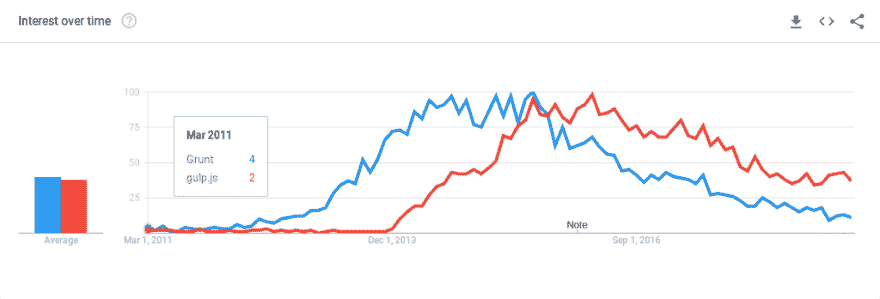 Interest over time
100
75
50
25
Mar 2011
Grunt 4
gulp.js 2
Note
Average
Mar 1, 2011
Dec 1, 2013
Sep 1, 2016